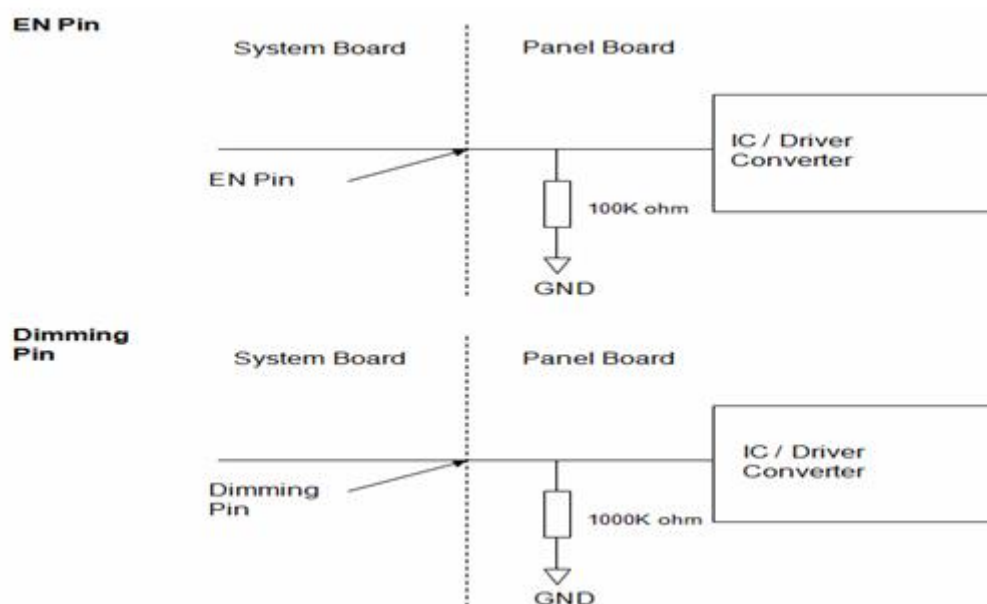 EN Pin
System Board
Panel Board
IC / Driver
Converter
EN Pin
100K ohm
GND
Dimming
Pin
System Board
Panel Board
IC / Driver
Converter
Dimming
Pin
1000K ohm
GND